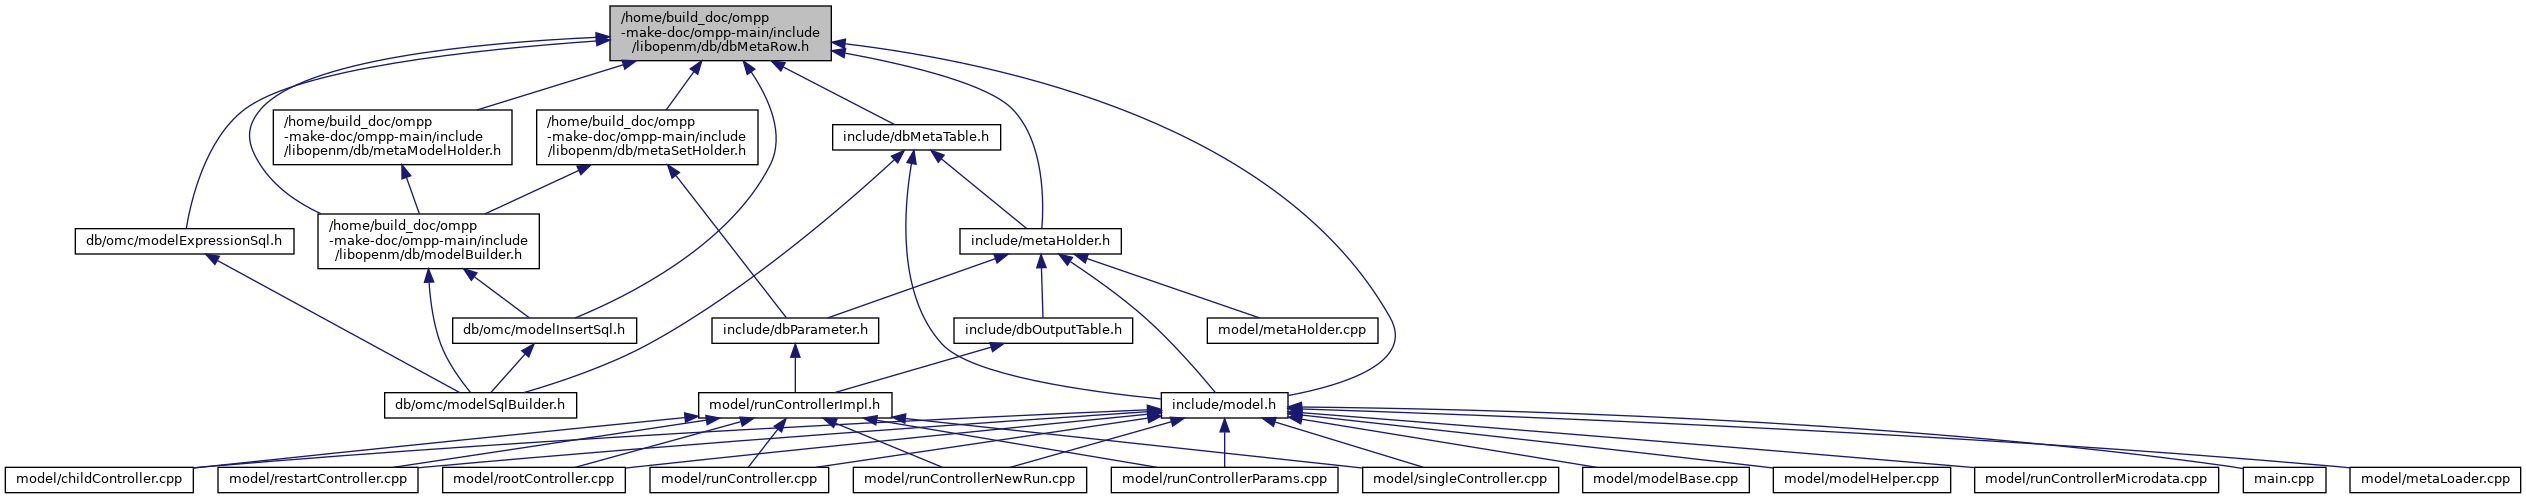 /home/build_doc/ompp
-make-doc/ompp-main/include
/libopenm/db/dbMetaRow.h
/home/build_doc/ompp
-make-doc/ompp-main/include
/libopenm/db/metaModelHolder.h
/home/build_doc/ompp
-make-doc/ompp-main/include
/libopenm/db/metaSetHolder.h
include/dbMetaTable.h
db/omc/modelExpressionSql.h
/home/build_doc/ompp
-make-doc/ompp-main/include
/libopenm/db/modelBuilder.h
include/metaHolder.h
db/omc/modelInsertSql.h
include/dbParameter.h
include/dbOutputTable.h
model/metaHolder.cpp
db/omc/modelSqlBuilder.h
model/runControllerImpl.h
include/model.h
model/childController.cpp
model/restartController.cpp
model/rootController.cpp
model/runController.cpp
model/runControllerNewRun.cpp
model/runControllerParams.cpp
model/singleController.cpp
model/modelBase.cpp
model/modelHelper.cpp
model/runControllerMicrodata.cpp
main.cpp
model/metaLoader.cpp